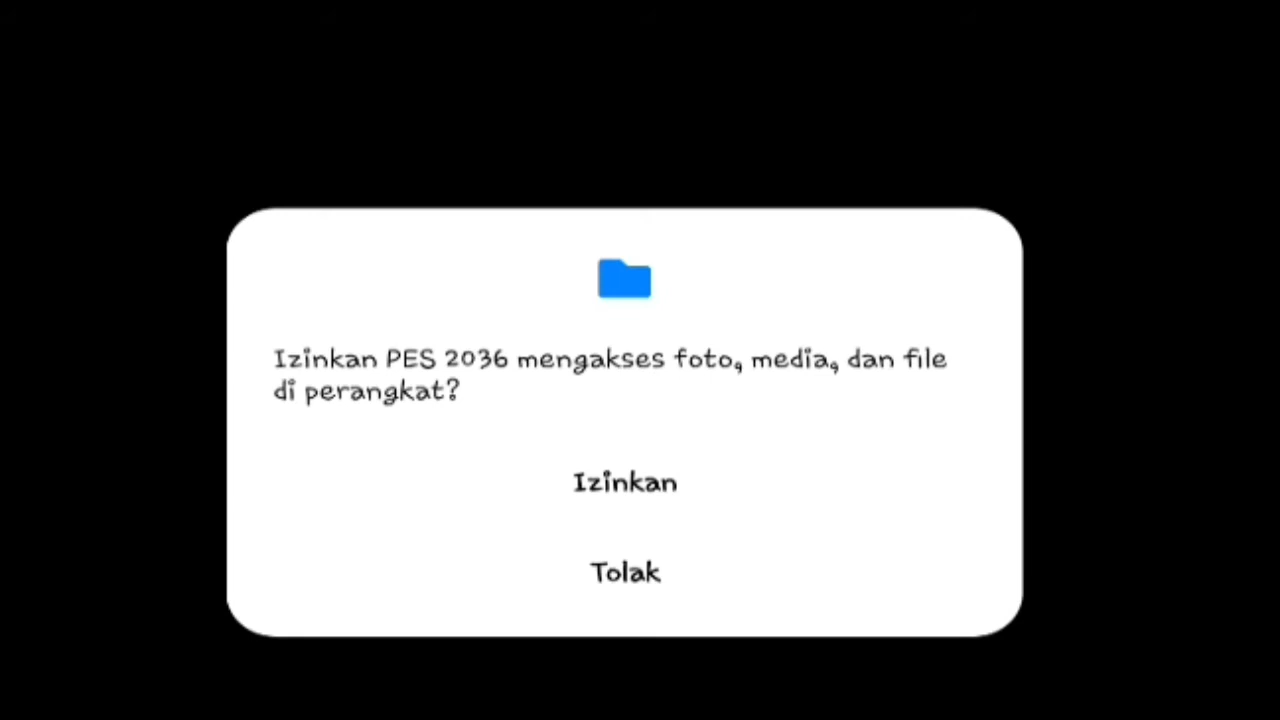 Izinkan PES 2036 mengakses foto, media, dan file
di perangkat?
Izinkan
Tolak